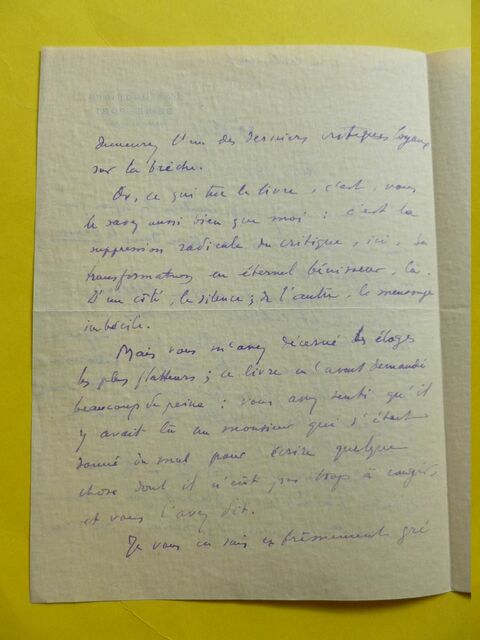 demeurez l'un des derniers critiques loyaux
sur la brèche.
Or, ce qui tue le livre, c'est, vous
le savez aussi bien que moi : c'est la
suppression radicale du critique, ici, sa
transformation en éternel bénisseur, là.
D'un côté, le silence ; de l'autre, le mensonge
imbécile.
Mais vous m'avez décerné les éloges
les plus flatteurs ; ce livre m'avait demandé
beaucoup de peine : vous avez senti qu'il
y avait là un monsieur qui s'était
donné du mal pour écrire quelque
chose dont il n'eût pas trop à rougir,
et vous l'avez dit.
Je vous en sais extrêmement gré